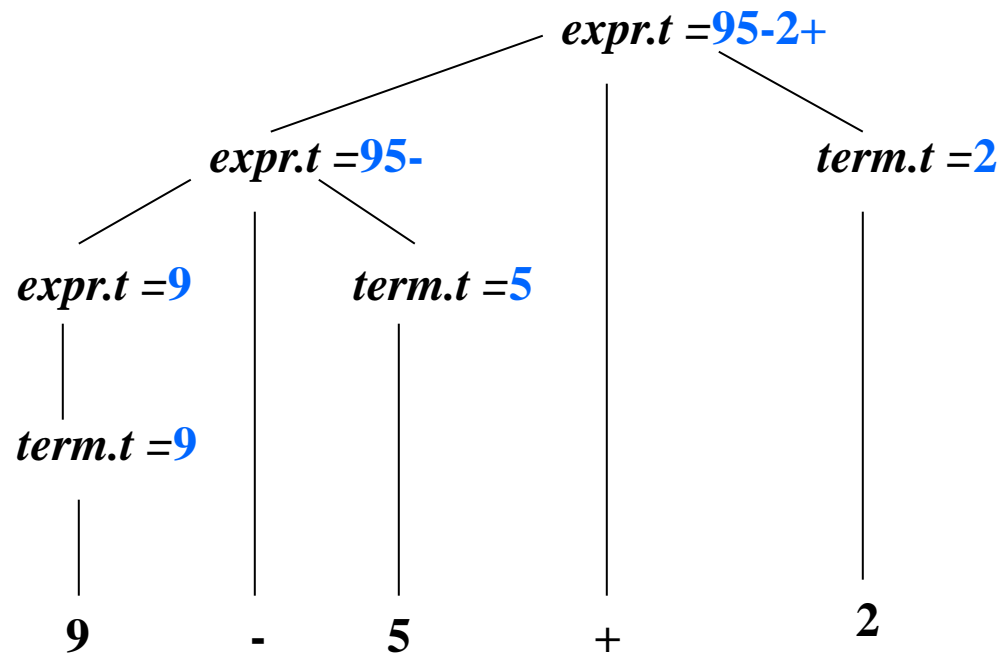 expr.t =95-2+
expr.t =95-
term.t =2
expr.t =9
term.t =5
term.t =9
9 - 5 + 2